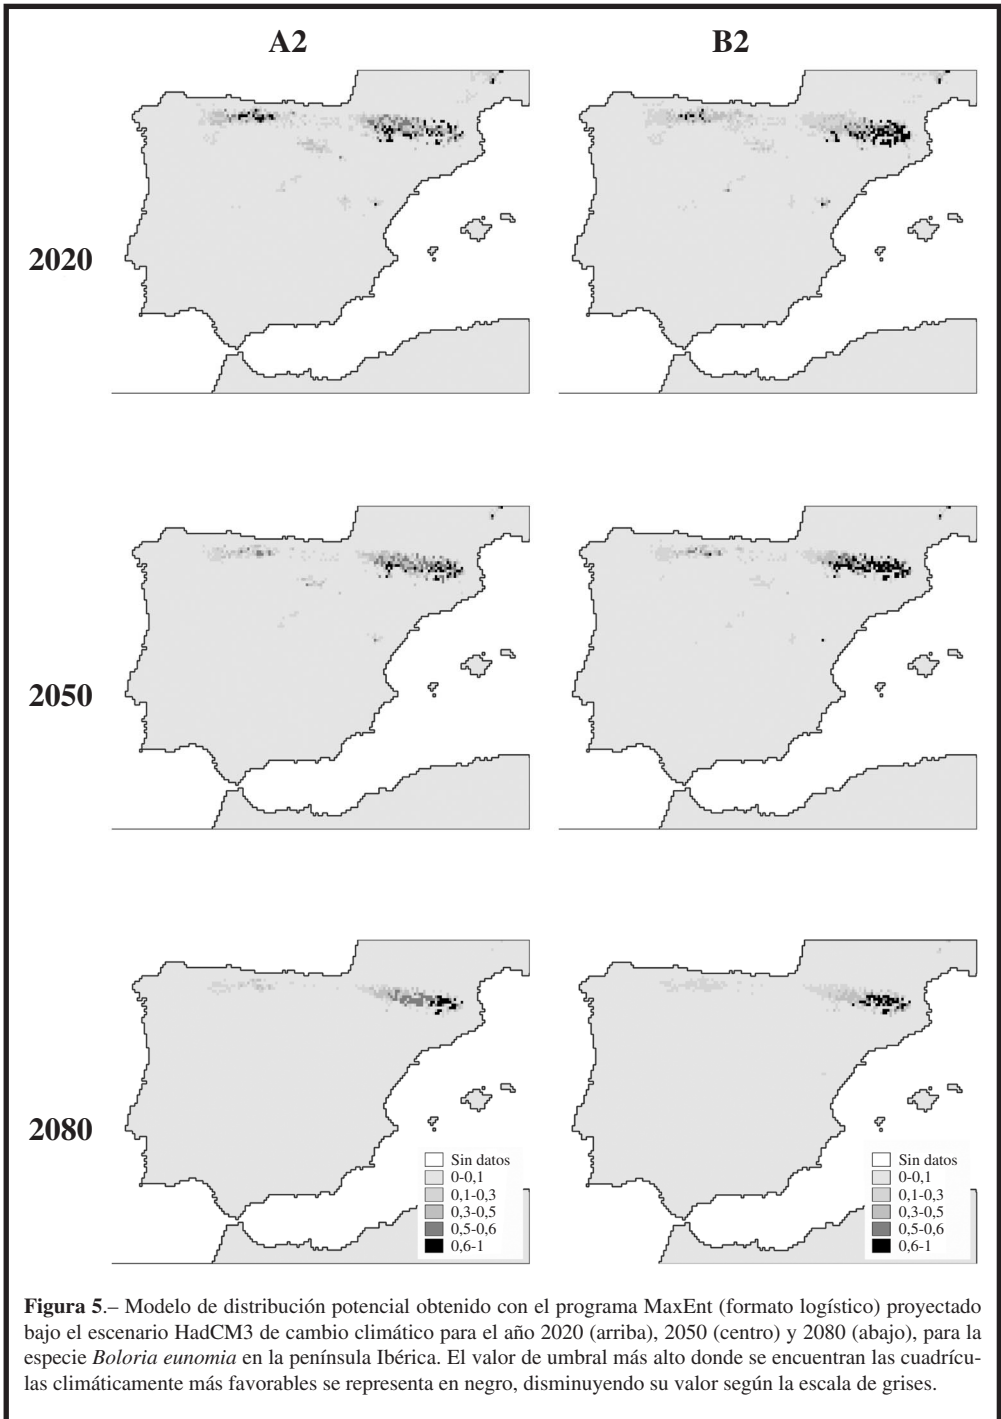 A2 B2
2020
2050
2080
Sin datos
0-0,1
0,1-0,3
0,3-0,5
0,5-0,6
0,6-1
Sin datos
0-0,1
0,1-0,3
0,3-0,5
0,5-0,6
0,6-1
Figura 5.– Modelo de distribución potencial obtenido con el programa MaxEnt (formato logístico) proyectado
bajo el escenario HadCM3 de cambio climático para el año 2020 (arriba), 2050 (centro) y 2080 (abajo), para la
especie Boloria eunomia en la península Ibérica. El valor de umbral más alto donde se encuentran las cuadrícu-
las climáticamente más favorables se representa en negro, disminuyendo su valor según la escala de grises.